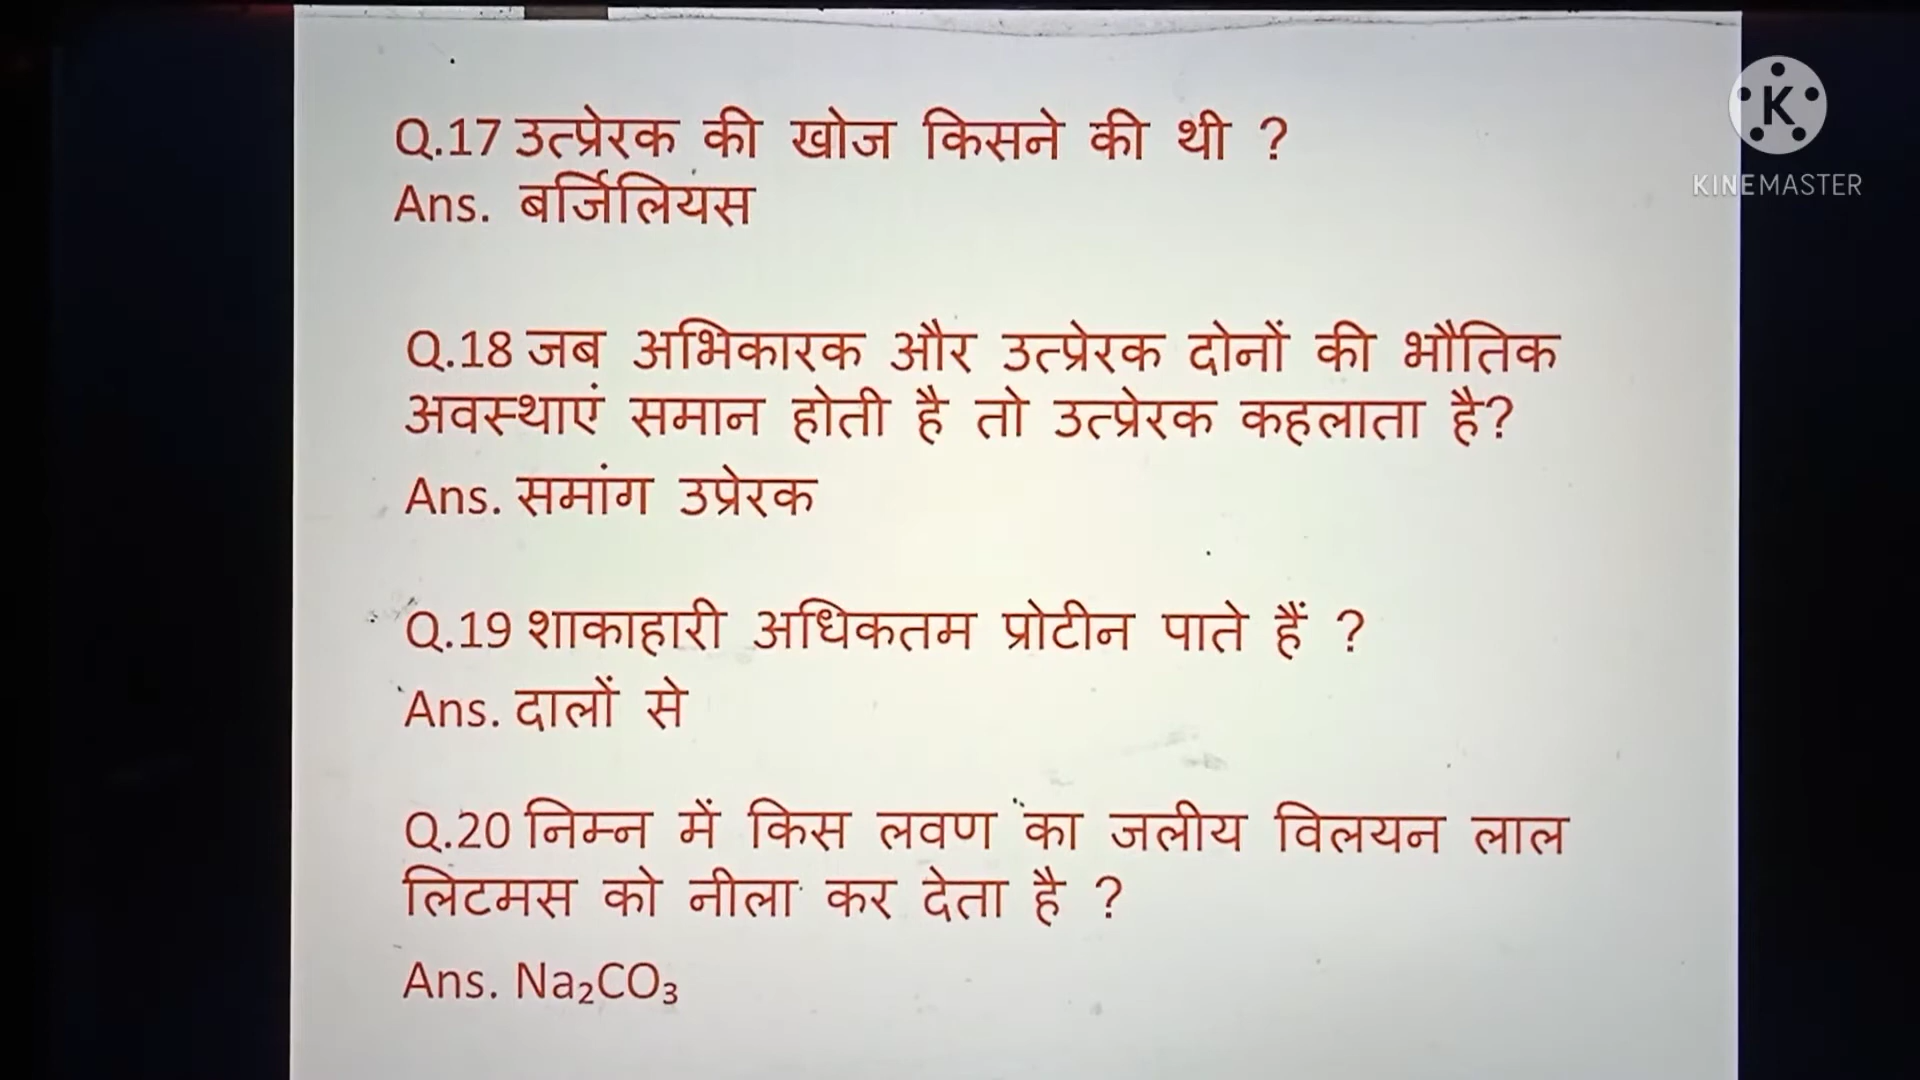 Q.17 उत्प्रेरक की खोज किसने की थी ?
Ans. बर्जिलियस
Q.18 जब अभिकारक और उत्प्रेरक दोनों की भौतिक
अवस्थाएं समान होती है तो उत्प्रेरक कहलाता है?
Ans. समांग उप्रेरक
Q.19 शाकाहारी अधिकतम प्रोटीन पाते हैं ?
Ans. दालों से
Q.20 निम्न में किस लवण का जलीय विलयन लाल
लिटमस को नीला कर देता है ?
Ans. Na₂CO₃
K
KINEMASTER